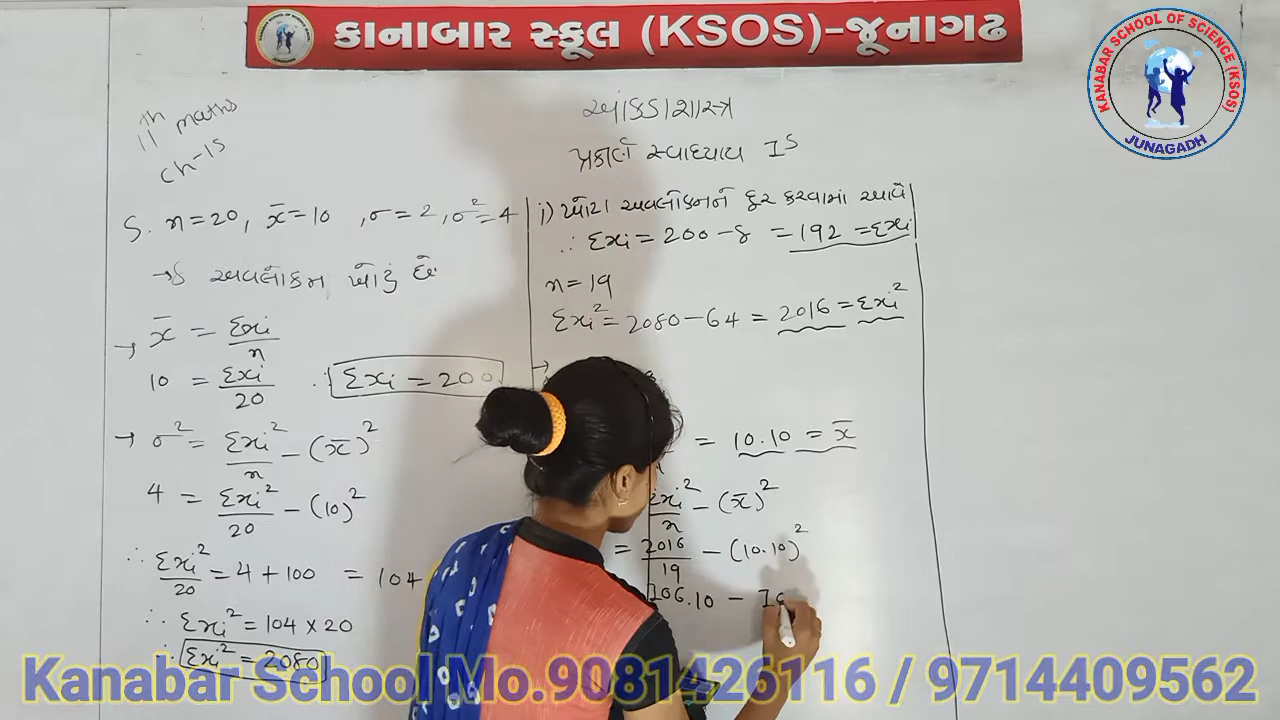 કાનાબાર સ્કૂલ (KSOS)-જૂનાગઢ
KANABAR SCHOOL OF SCIENCE (KSOS)
JUNAGADH
11th maths
ch-15
આંકડાશાસ્ત્ર
પ્રકીર્ણ સ્વાધ્યાય 15
5. n=20, x̄=10, σ=2, σ²=4
→ 8 અવલોકન ખોટું છે
→ x̄ = Σxi/n
10 = Σxi/20 ∴ Σxi = 200
→ σ² = Σxi²/n - (x̄)²
4 = Σxi²/20 - (10)²
∴ Σxi²/20 = 4 + 100 = 104
∴ Σxi² = 104 × 20
∴ Σxi² = 2080
i) ખોટા અવલોકનને દૂર કરવામાં આવે
∴ Σxi = 200 - 8 = 192 = Σxi
n = 19
Σxi² = 2080 - 64 = 2016 = Σxi²
= 10.10 = x̄
Σxi²/n - (x̄)²
= 2016/19 - (10.10)²
106.10 -
Kanabar School Mo.9081426116 / 9714409562